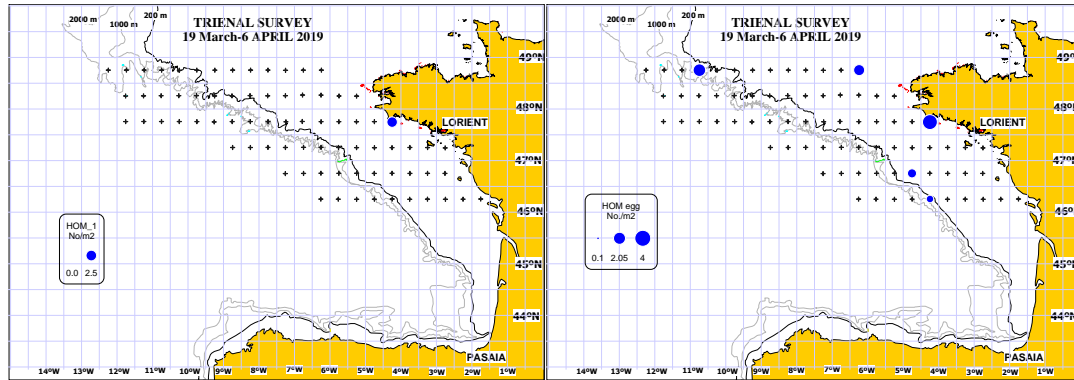 2000 m
1000 m
200 m
TRIENAL SURVEY
19 March-6 APRIL 2019
49ºN
48ºN
LORIENT
47ºN
46ºN
HOM_1
No/m2
0.0 2.5
45ºN
44ºN
PASAIA
14ºW 13ºW 12ºW 11ºW 10ºW 9ºW 8ºW 7ºW 6ºW 5ºW 4ºW 3ºW 2ºW 1ºW
2000 m
1000 m
200 m
TRIENAL SURVEY
19 March-6 APRIL 2019
49ºN
48ºN
LORIENT
47ºN
46ºN
HOM egg
No./m2
0.1 2.05 4
45ºN
44ºN
PASAIA
14ºW 13ºW 12ºW 11ºW 10ºW 9ºW 8ºW 7ºW 6ºW 5ºW 4ºW 3ºW 2ºW 1ºW